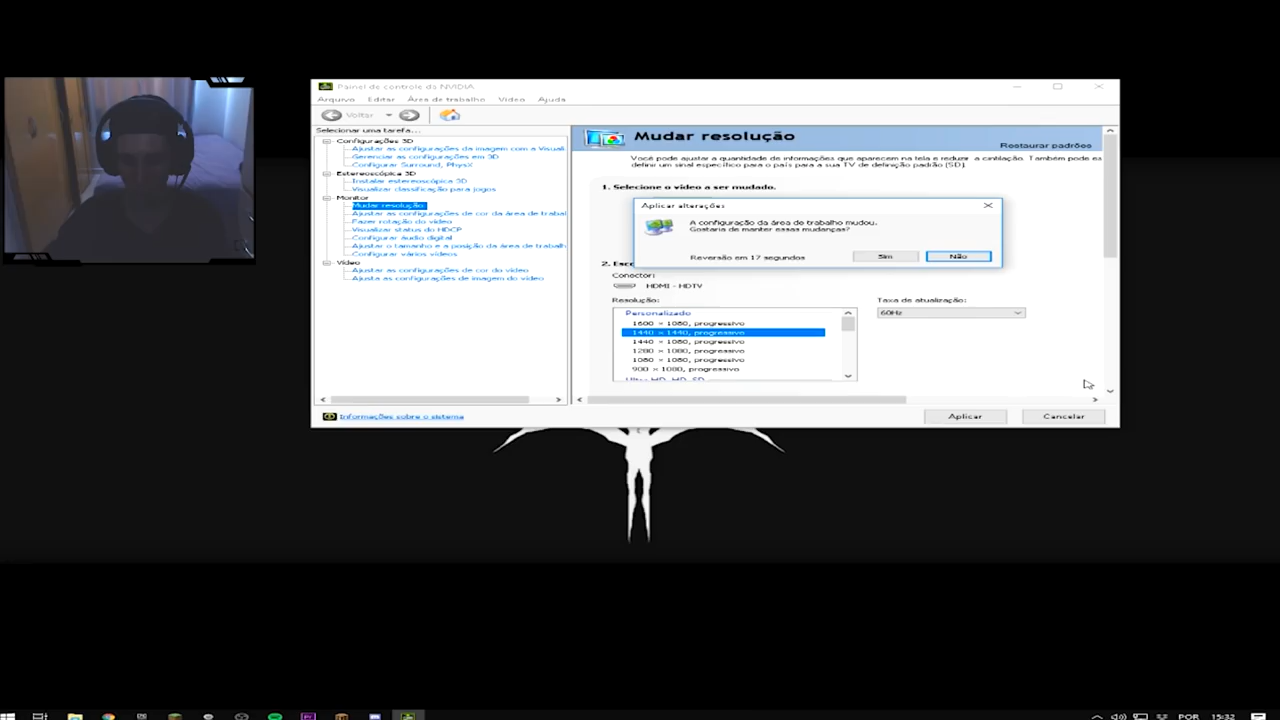 Painel de controle da NVIDIA
Arquivo Editar Área de trabalho Vídeo Ajuda
Voltar
Selecionar uma tarefa...
Configurações 3D
Ajustar as configurações da imagem com a Visuali
Gerenciar as configurações em 3D
Configurar Surround, PhysX
Estereoscópica 3D
Instalar estereoscópica 3D
Visualizar classificação para jogos
Monitor
Mudar resolução
Ajustar as configurações de cor da área de trabal
Fazer rotação do vídeo
Visualizar status do HDCP
Configurar áudio digital
Ajustar o tamanho e a posição da área de trabalh
Configurar vários vídeos
Vídeo
Ajustar as configurações de cor do vídeo
Ajusta as configurações de imagem do vídeo
Informações sobre o sistema
Mudar resolução
Restaurar padrões
Você pode ajustar a quantidade de informações que aparecem na tela e reduzir a cintilação. Também pode es
um sinal específico para o país para a sua TV de definição padrão (SD).
1. Selecione o vídeo a ser mudado.
Aplicar alterações
A configuração da área de trabalho mudou.
Gostaria de manter essas mudanças?
Reversão em 17 segundos
Sim
Não
2. Esco
Conector:
HDMI - HDTV
Resolução:
Taxa de atualização:
Personalizado
60Hz
1600 × 1080, progressivo
1440 × 1440, progressivo
1440 × 1080, progressivo
1280 × 1080, progressivo
1080 × 1080, progressivo
900 × 1080, progressivo
Ultra HD, HD, SD
Aplicar
Cancelar
POR
15:32